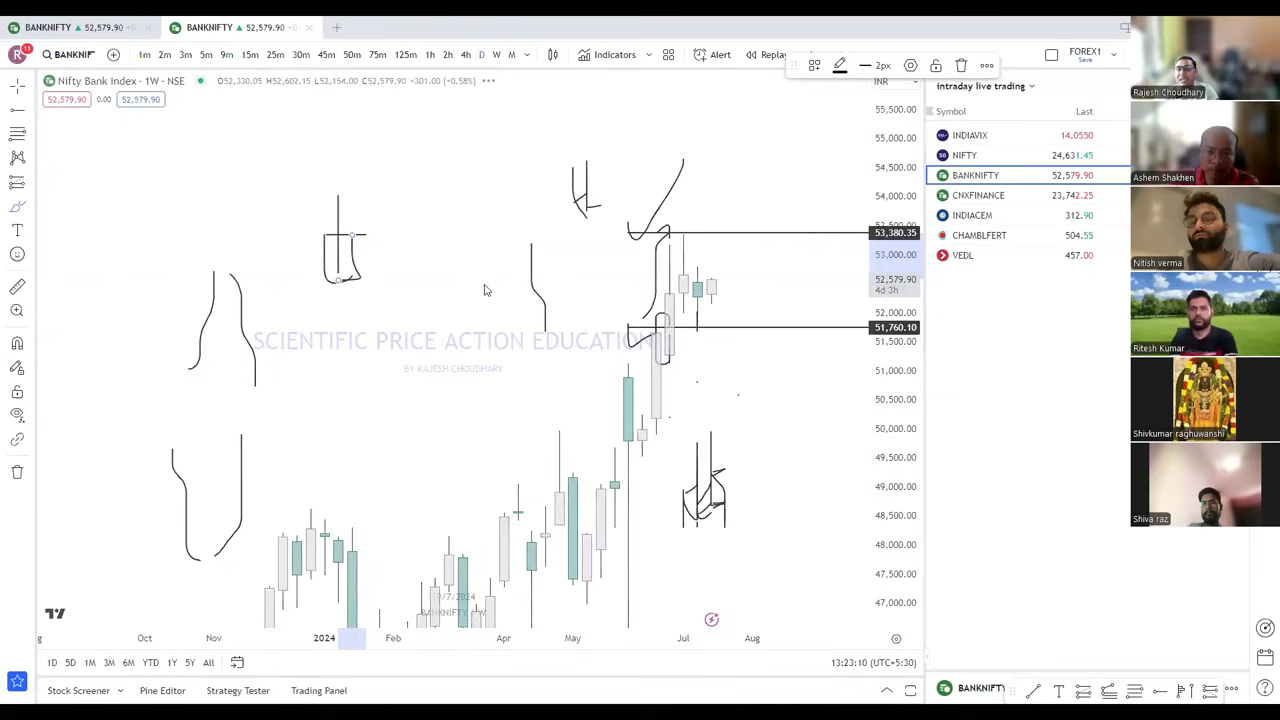 BANKNIFTY ▲ 52,579.90 +0
BANKNIFTY ▲ 52,579.90 +0
R 11 BANKNIF 1m 2m 3m 5m 9m 15m 25m 30m 45m 50m 75m 125m 1h 2h 4h D W M Indicators Alert Replay 2px FOREX1
Save
Nifty Bank Index · 1W · NSE O52,330.05 H52,602.15 L52,154.00 C52,579.90 +301.00 (+0.58%)
INR
52,579.90 0.00 52,579.90
55,500.00
55,000.00
54,500.00
54,000.00
53,380.35
53,000.00
52,579.90
4d 3h
52,000.00
51,760.10
51,500.00
51,000.00
50,500.00
50,000.00
49,500.00
49,000.00
48,500.00
48,000.00
47,500.00
47,000.00
SCIENTIFIC PRICE ACTION EDUCATION
BY RAJESH CHOUDHARY
Oct Nov 2024 Feb Apr May Jul Aug
1D 5D 1M 3M 6M YTD 1Y 5Y All
13:23:10 (UTC+5:30)
Stock Screener Pine Editor Strategy Tester Trading Panel
intraday live trading
Symbol Last
INDIAVIX 14.0550
NIFTY 24,631.45
BANKNIFTY 52,579.90
CNXFINANCE 23,742.25
INDIACEM 312.90
CHAMBLFERT 504.55
VEDL 457.00
BANKNIFTY
Rajesh Choudhary
Ashem Shakhen
Nitish verma
Ritesh Kumar
Shivkumar raghuwanshi
Shiva raz